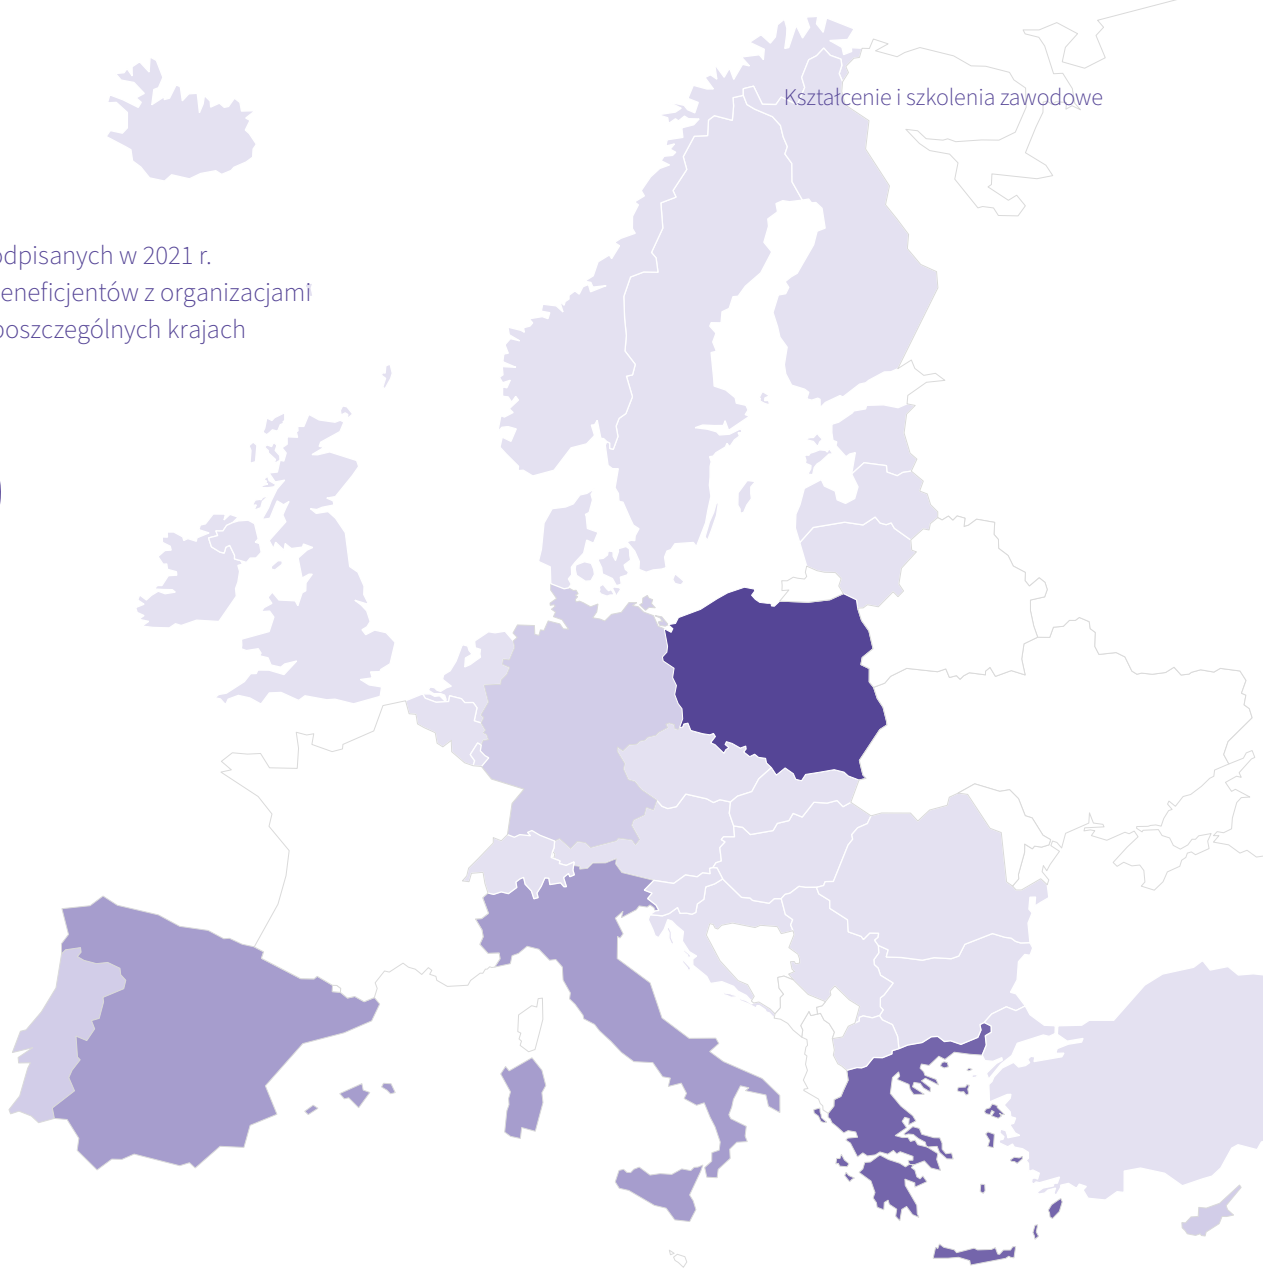 Kształcenie i szkolenia zawodowe
odpisanych w 2021 r.
eneficjentów z organizacjami
poszczególnych krajach